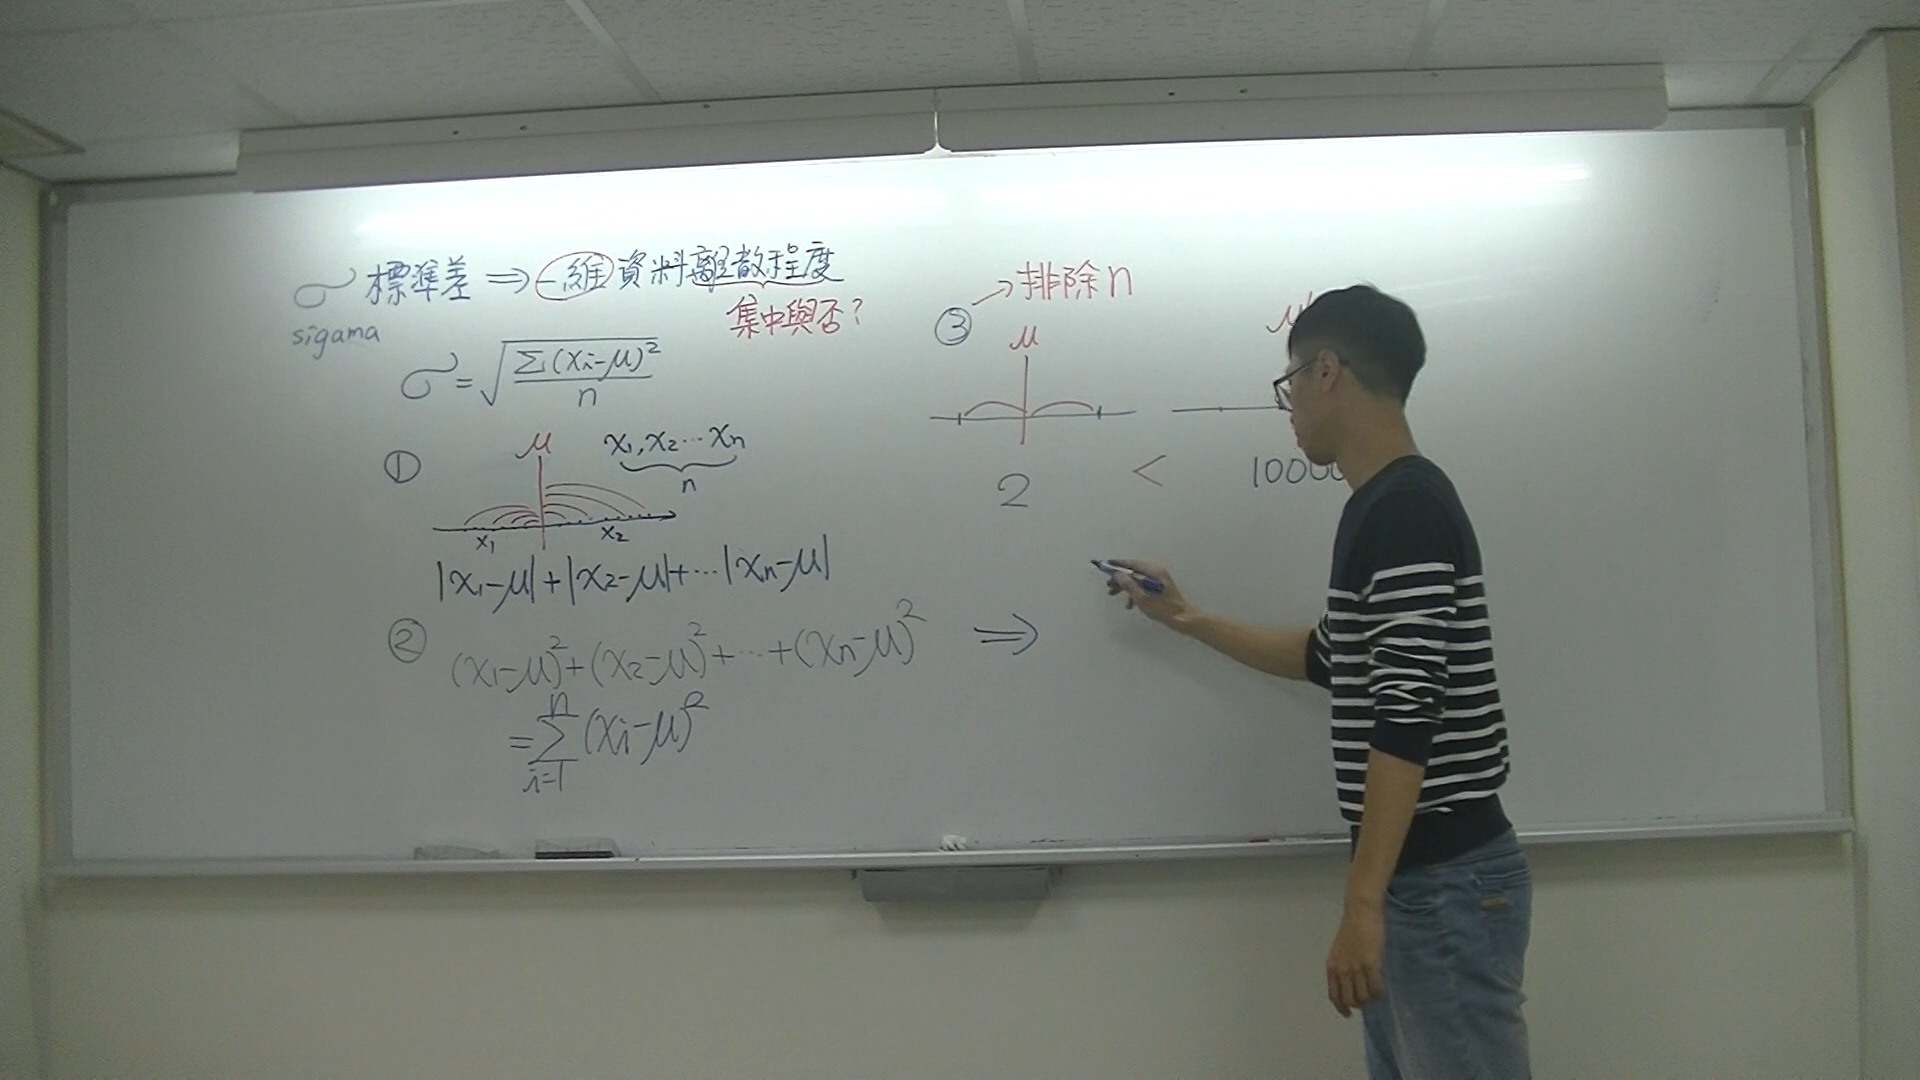 σ 標準差 ⇒ 一維資料離散程度
sigama
集中與否?
σ = √(Σ(xi-μ)²/n)
①
μ
x₁, x₂ ⋯ xn
n
x₁ x₂
|x₁-μ|+|x₂-μ|+⋯|xn-μ|
②
(x₁-μ)²+(x₂-μ)²+⋯+(xn-μ)² ⇒
=Σ(xi-μ)²
n
i=1
③ → 排除n
μ μ
2 < 1000